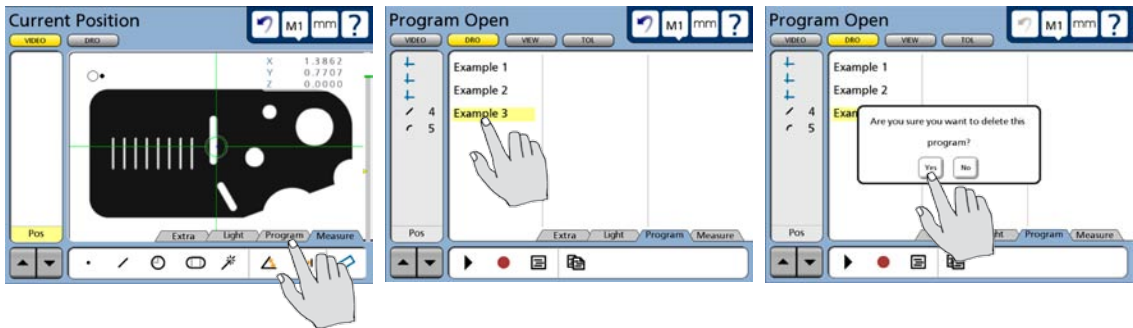 Current Position
M1 mm ?
VIDEO DRO
X 1.3862
Y 0.7707
Z 0.0000
Pos
Extra Light Program Measure
Program Open
M1 mm ?
VIDEO DRO VIEW TOL
Example 1
Example 2
4 Example 3
5
Pos
Extra Light Program Measure
Program Open
M1 mm ?
VIDEO DRO VIEW TOL
Example 1
Example 2
4 Exam
5
Are you sure you want to delete this
program?
Yes No
Pos
ht Program Measure